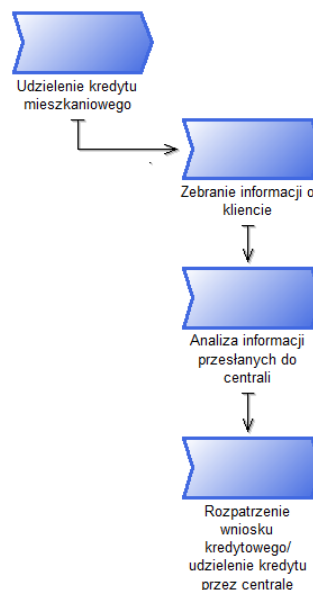 Udzielenie kredytu
mieszkaniowego
Zebranie informacji o
kliencie
Analiza informacji
przesłanych do
centrali
Rozpatrzenie
wniosku
kredytowego/
udzielenie kredytu
przez centrale